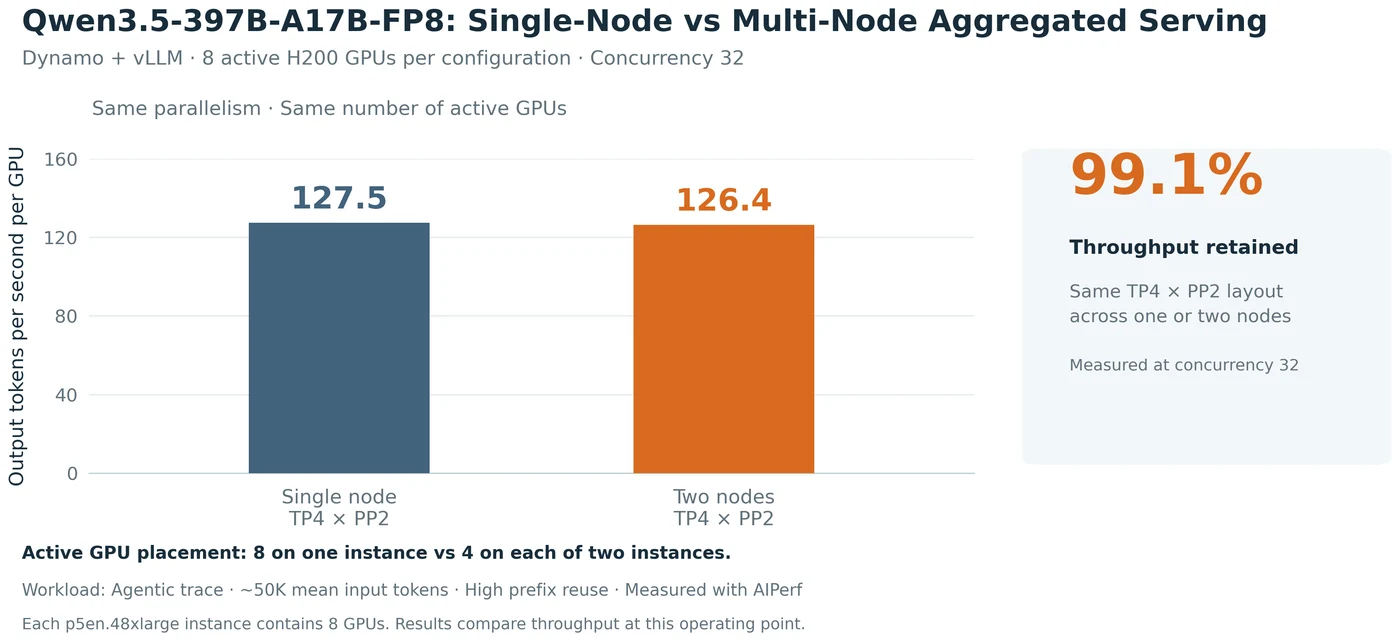 Qwen3.5-397B-A17B-FP8: Single-Node vs Multi-Node Aggregated Serving
Dynamo + vLLM · 8 active H200 GPUs per configuration · Concurrency 32
Same parallelism · Same number of active GPUs
Output tokens per second per GPU
160
120
80
40
0
127.5
126.4
Single node
TP4 × PP2
Two nodes
TP4 × PP2
99.1%
Throughput retained
Same TP4 × PP2 layout
across one or two nodes
Measured at concurrency 32
Active GPU placement: 8 on one instance vs 4 on each of two instances.
Workload: Agentic trace · ~50K mean input tokens · High prefix reuse · Measured with AIPerf
Each p5en.48xlarge instance contains 8 GPUs. Results compare throughput at this operating point.